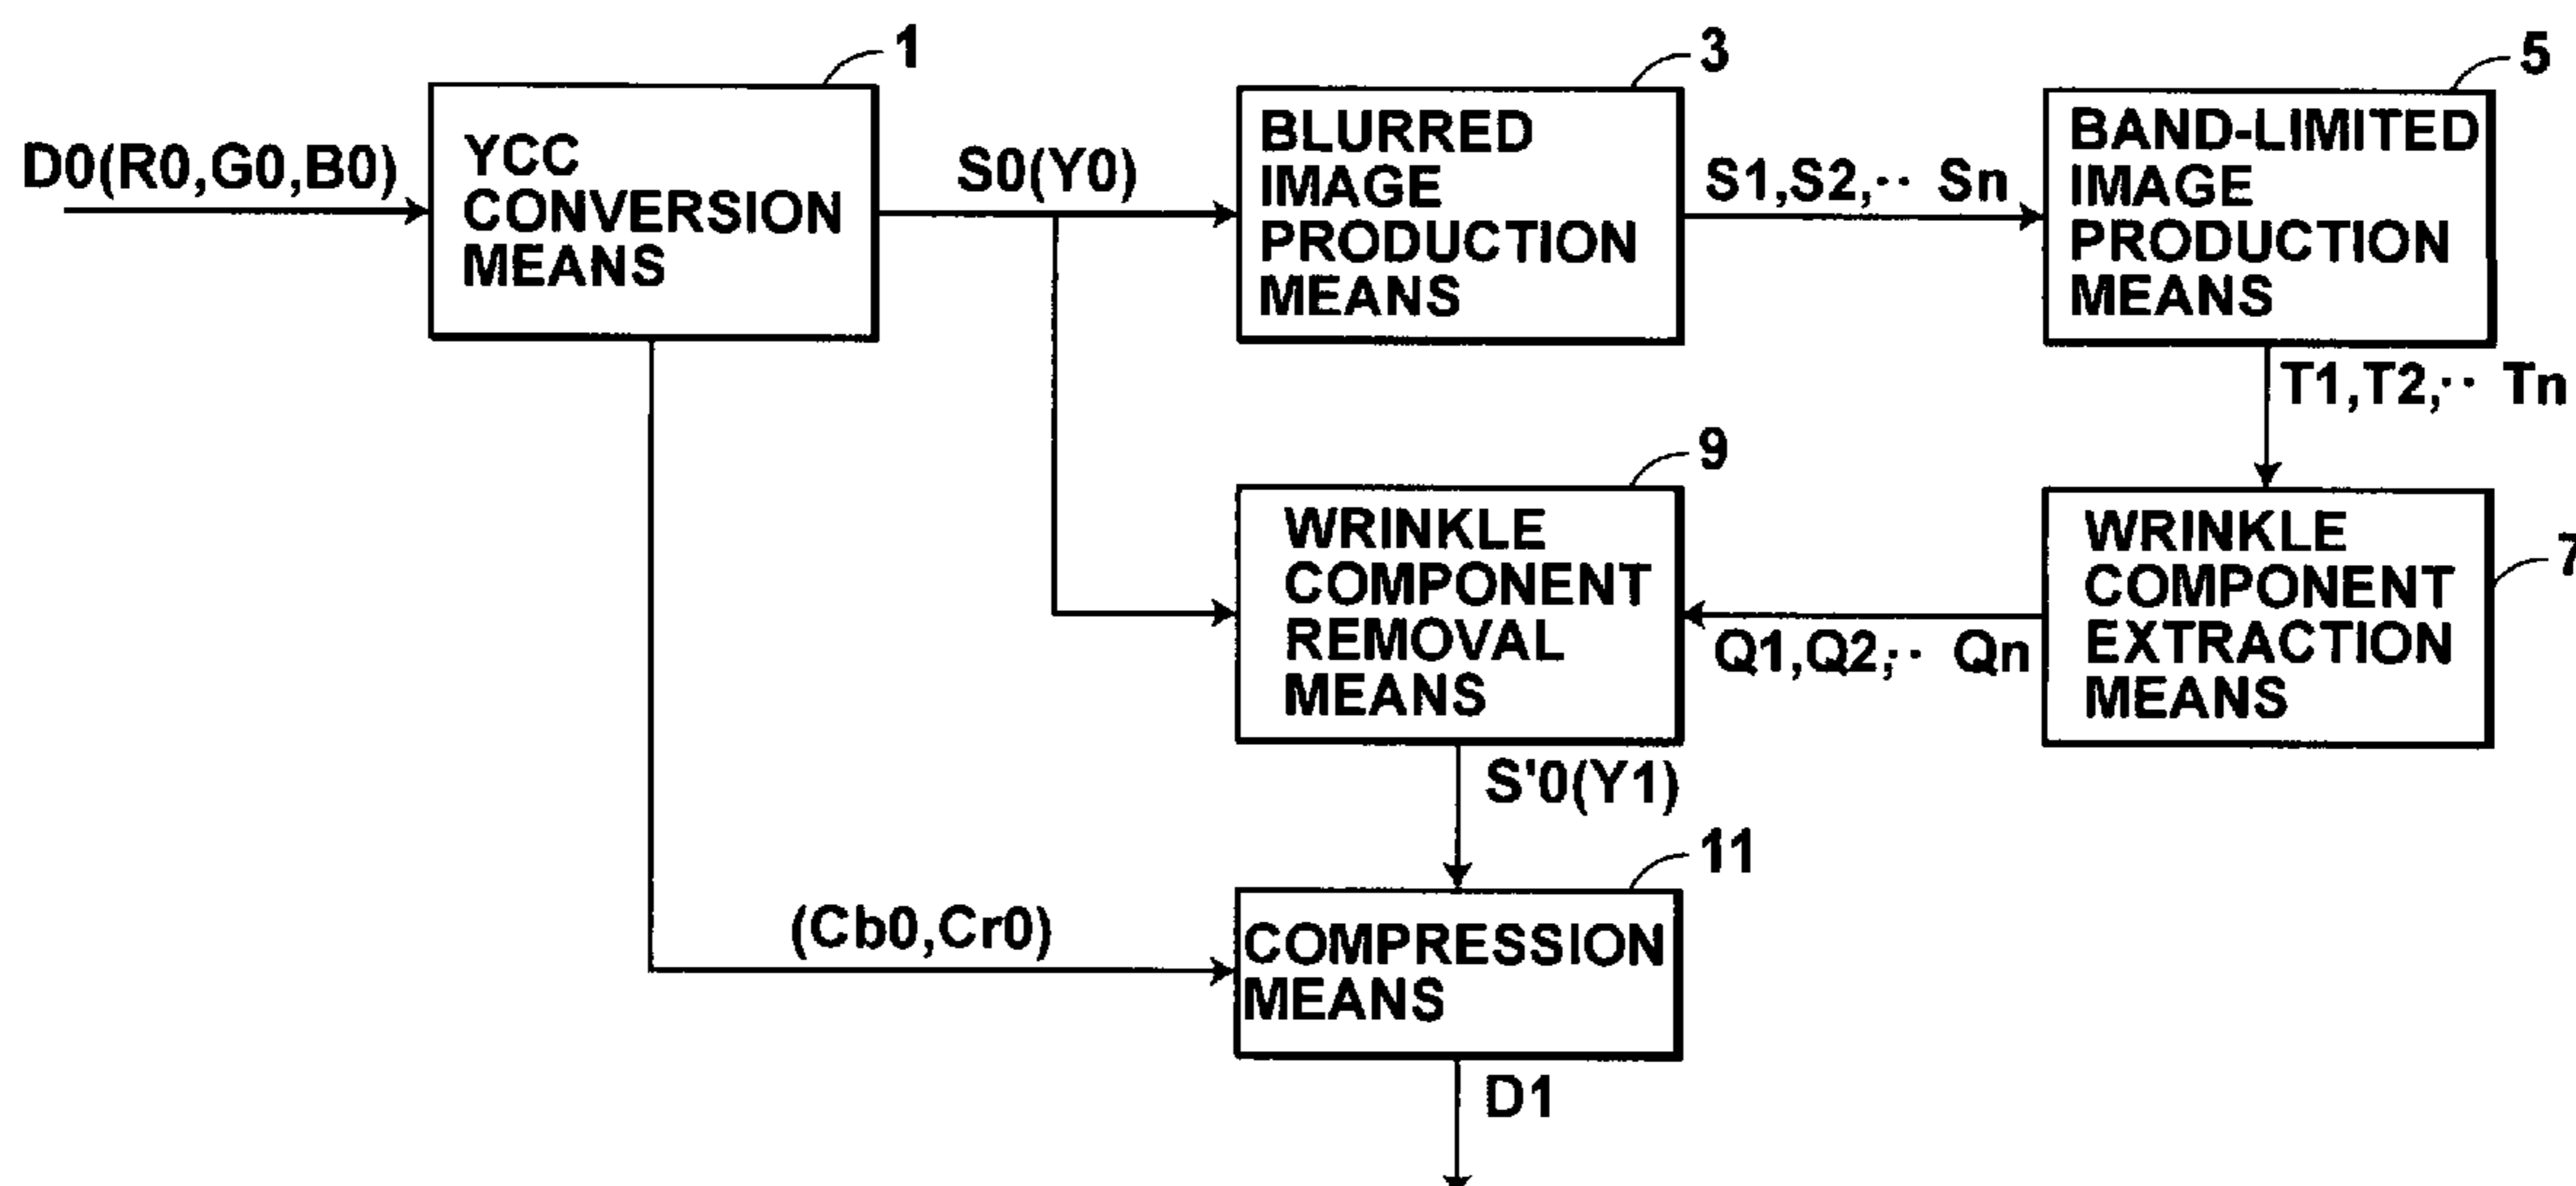 1
3
5
D0(R0,G0,B0)
YCC
CONVERSION
MEANS
S0(Y0)
BLURRED
IMAGE
PRODUCTION
MEANS
S1,S2,·· Sn
BAND-LIMITED
IMAGE
PRODUCTION
MEANS
T1,T2,·· Tn
9
7
WRINKLE
COMPONENT
REMOVAL
MEANS
Q1,Q2,·· Qn
WRINKLE
COMPONENT
EXTRACTION
MEANS
S'0(Y1)
11
(Cb0,Cr0)
COMPRESSION
MEANS
D1